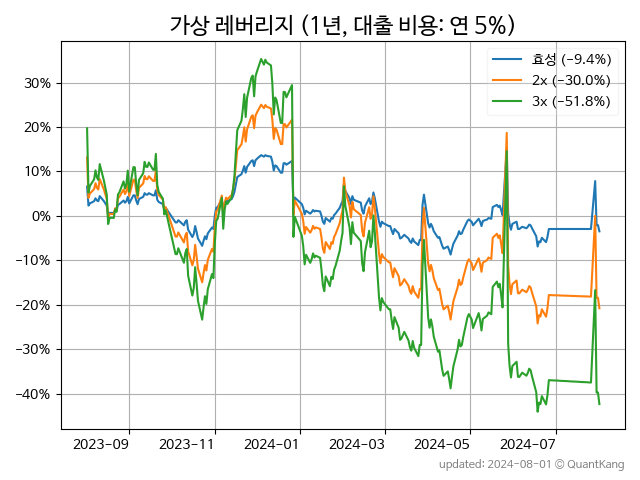 가상 레버리지 (1년, 대출 비용: 연 5%)
효성 (−9.4%)
2x (−30.0%)
3x (−51.8%)
30%
20%
10%
0%
−10%
−20%
−30%
−40%
2023-09
2023-11
2024-01
2024-03
2024-05
2024-07
updated: 2024-08-01 © QuantKang